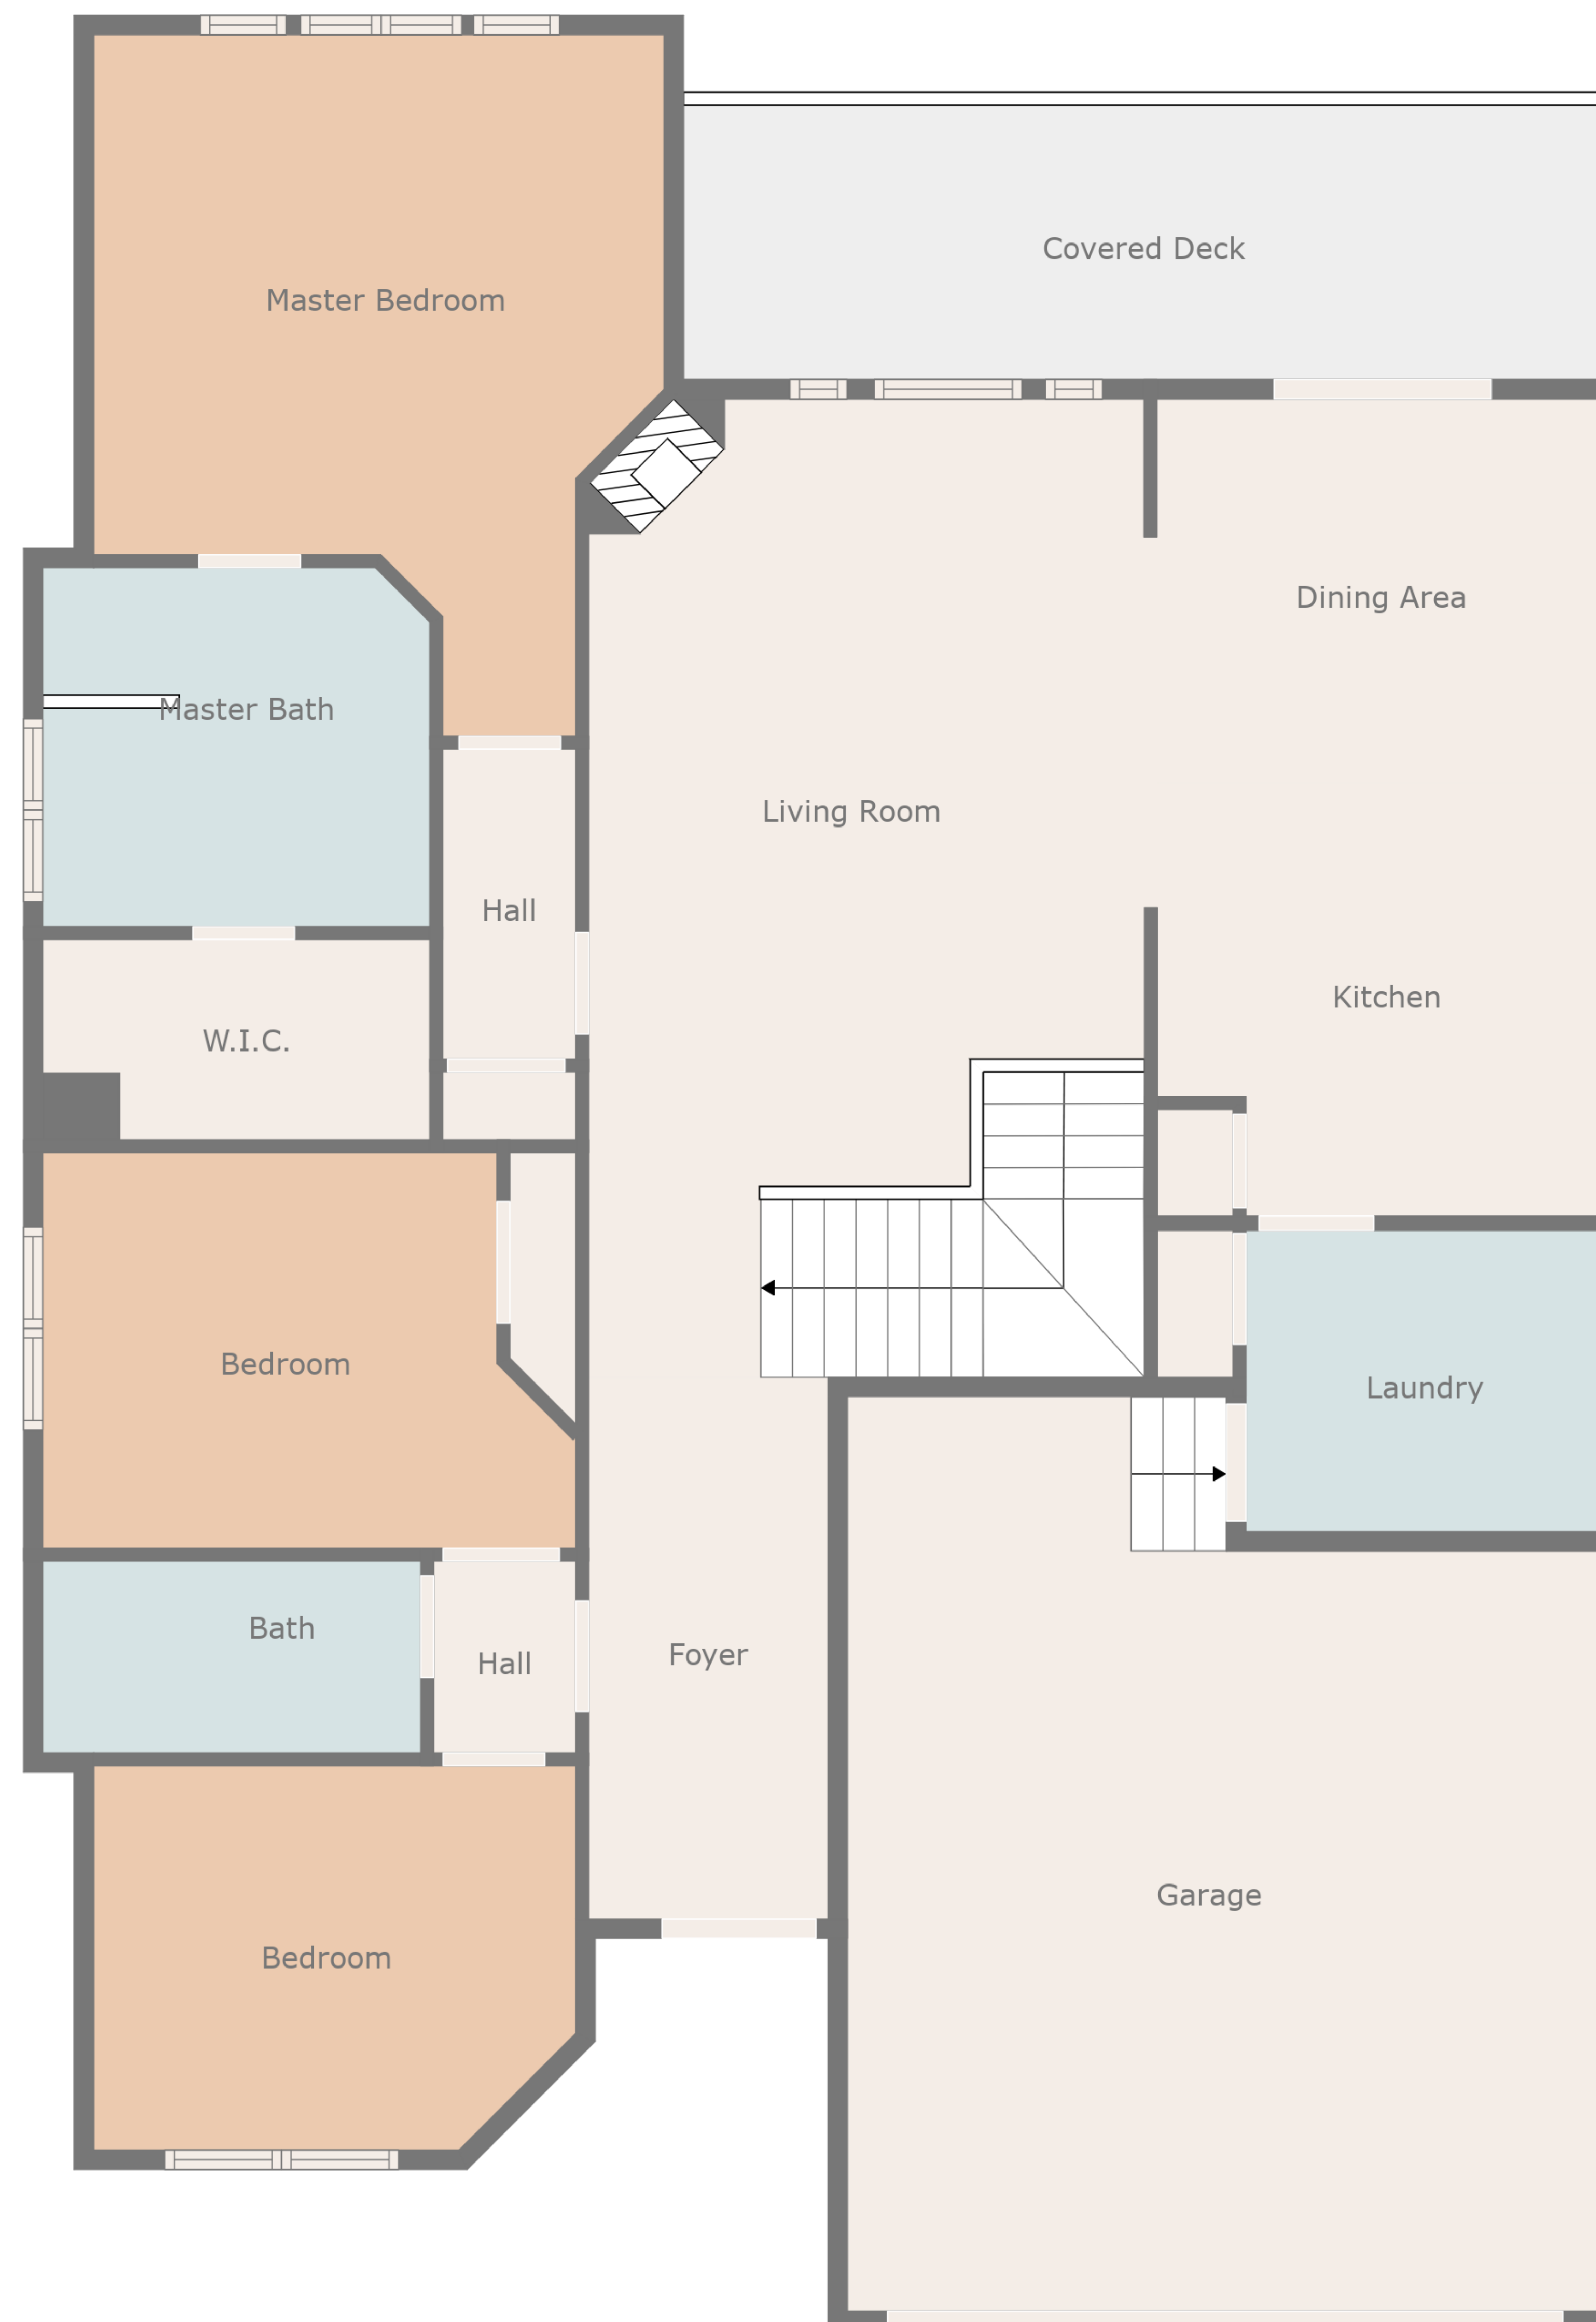 Covered Deck
Master Bedroom
Dining Area
Master Bath
Living Room
Hall
Kitchen
W.I.C.
Bedroom
Laundry
Bath
Hall
Foyer
Garage
Bedroom